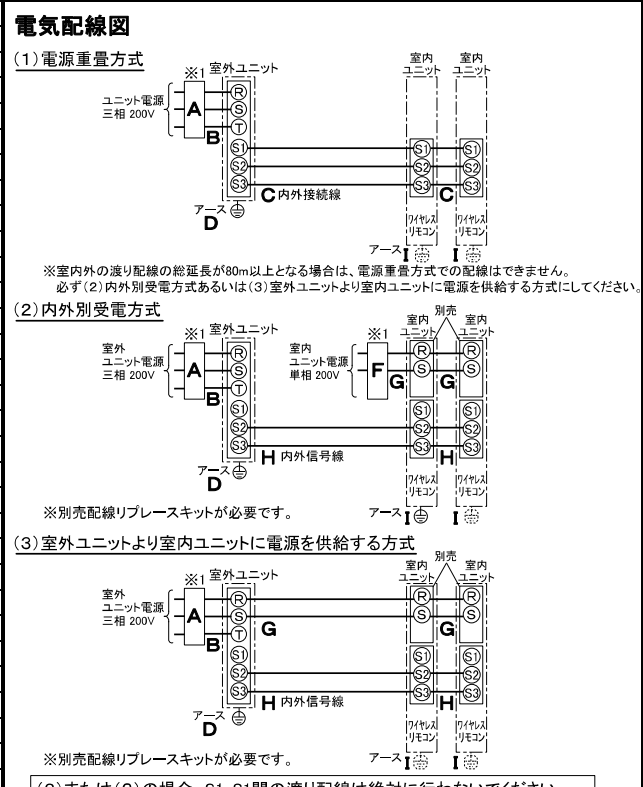 電気配線図
(1)電源重畳方式
※1 室外ユニット
室内ユニット 室内ユニット
ユニット電源
三相 200V
A
B
R
S
T
S1
S2
S3
S1 S1
S2 S2
S3 S3
C 内外接続線
C
アース
D
ワイヤレスリモコン ワイヤレスリモコン
アース I I
※室内外の渡り配線の総延長が80m以上となる場合は、電源重畳方式での配線はできません。
必ず(2)内外別受電方式あるいは(3)室外ユニットより室内ユニットに電源を供給する方式にしてください。
(2)内外別受電方式
別売
※1 室外ユニット
※1
室内ユニット 室内ユニット
室外
ユニット電源
三相 200V
A
B
R
S
T
S1
S2
S3
室内
ユニット電源
単相 200V
F
G G
R R
S S
S1 S1
S2 S2
S3 S3
H 内外信号線
H
アース
D
ワイヤレスリモコン ワイヤレスリモコン
※別売配線リプレースキットが必要です。
アース I I
(3)室外ユニットより室内ユニットに電源を供給する方式
別売
※1 室外ユニット
室内ユニット 室内ユニット
室外
ユニット電源
三相 200V
A
B
R
S
T
S1
S2
S3
G G
R R
S S
S1 S1
S2 S2
S3 S3
H 内外信号線
H
アース
D
ワイヤレスリモコン ワイヤレスリモコン
※別売配線リプレースキットが必要です。
アース I I